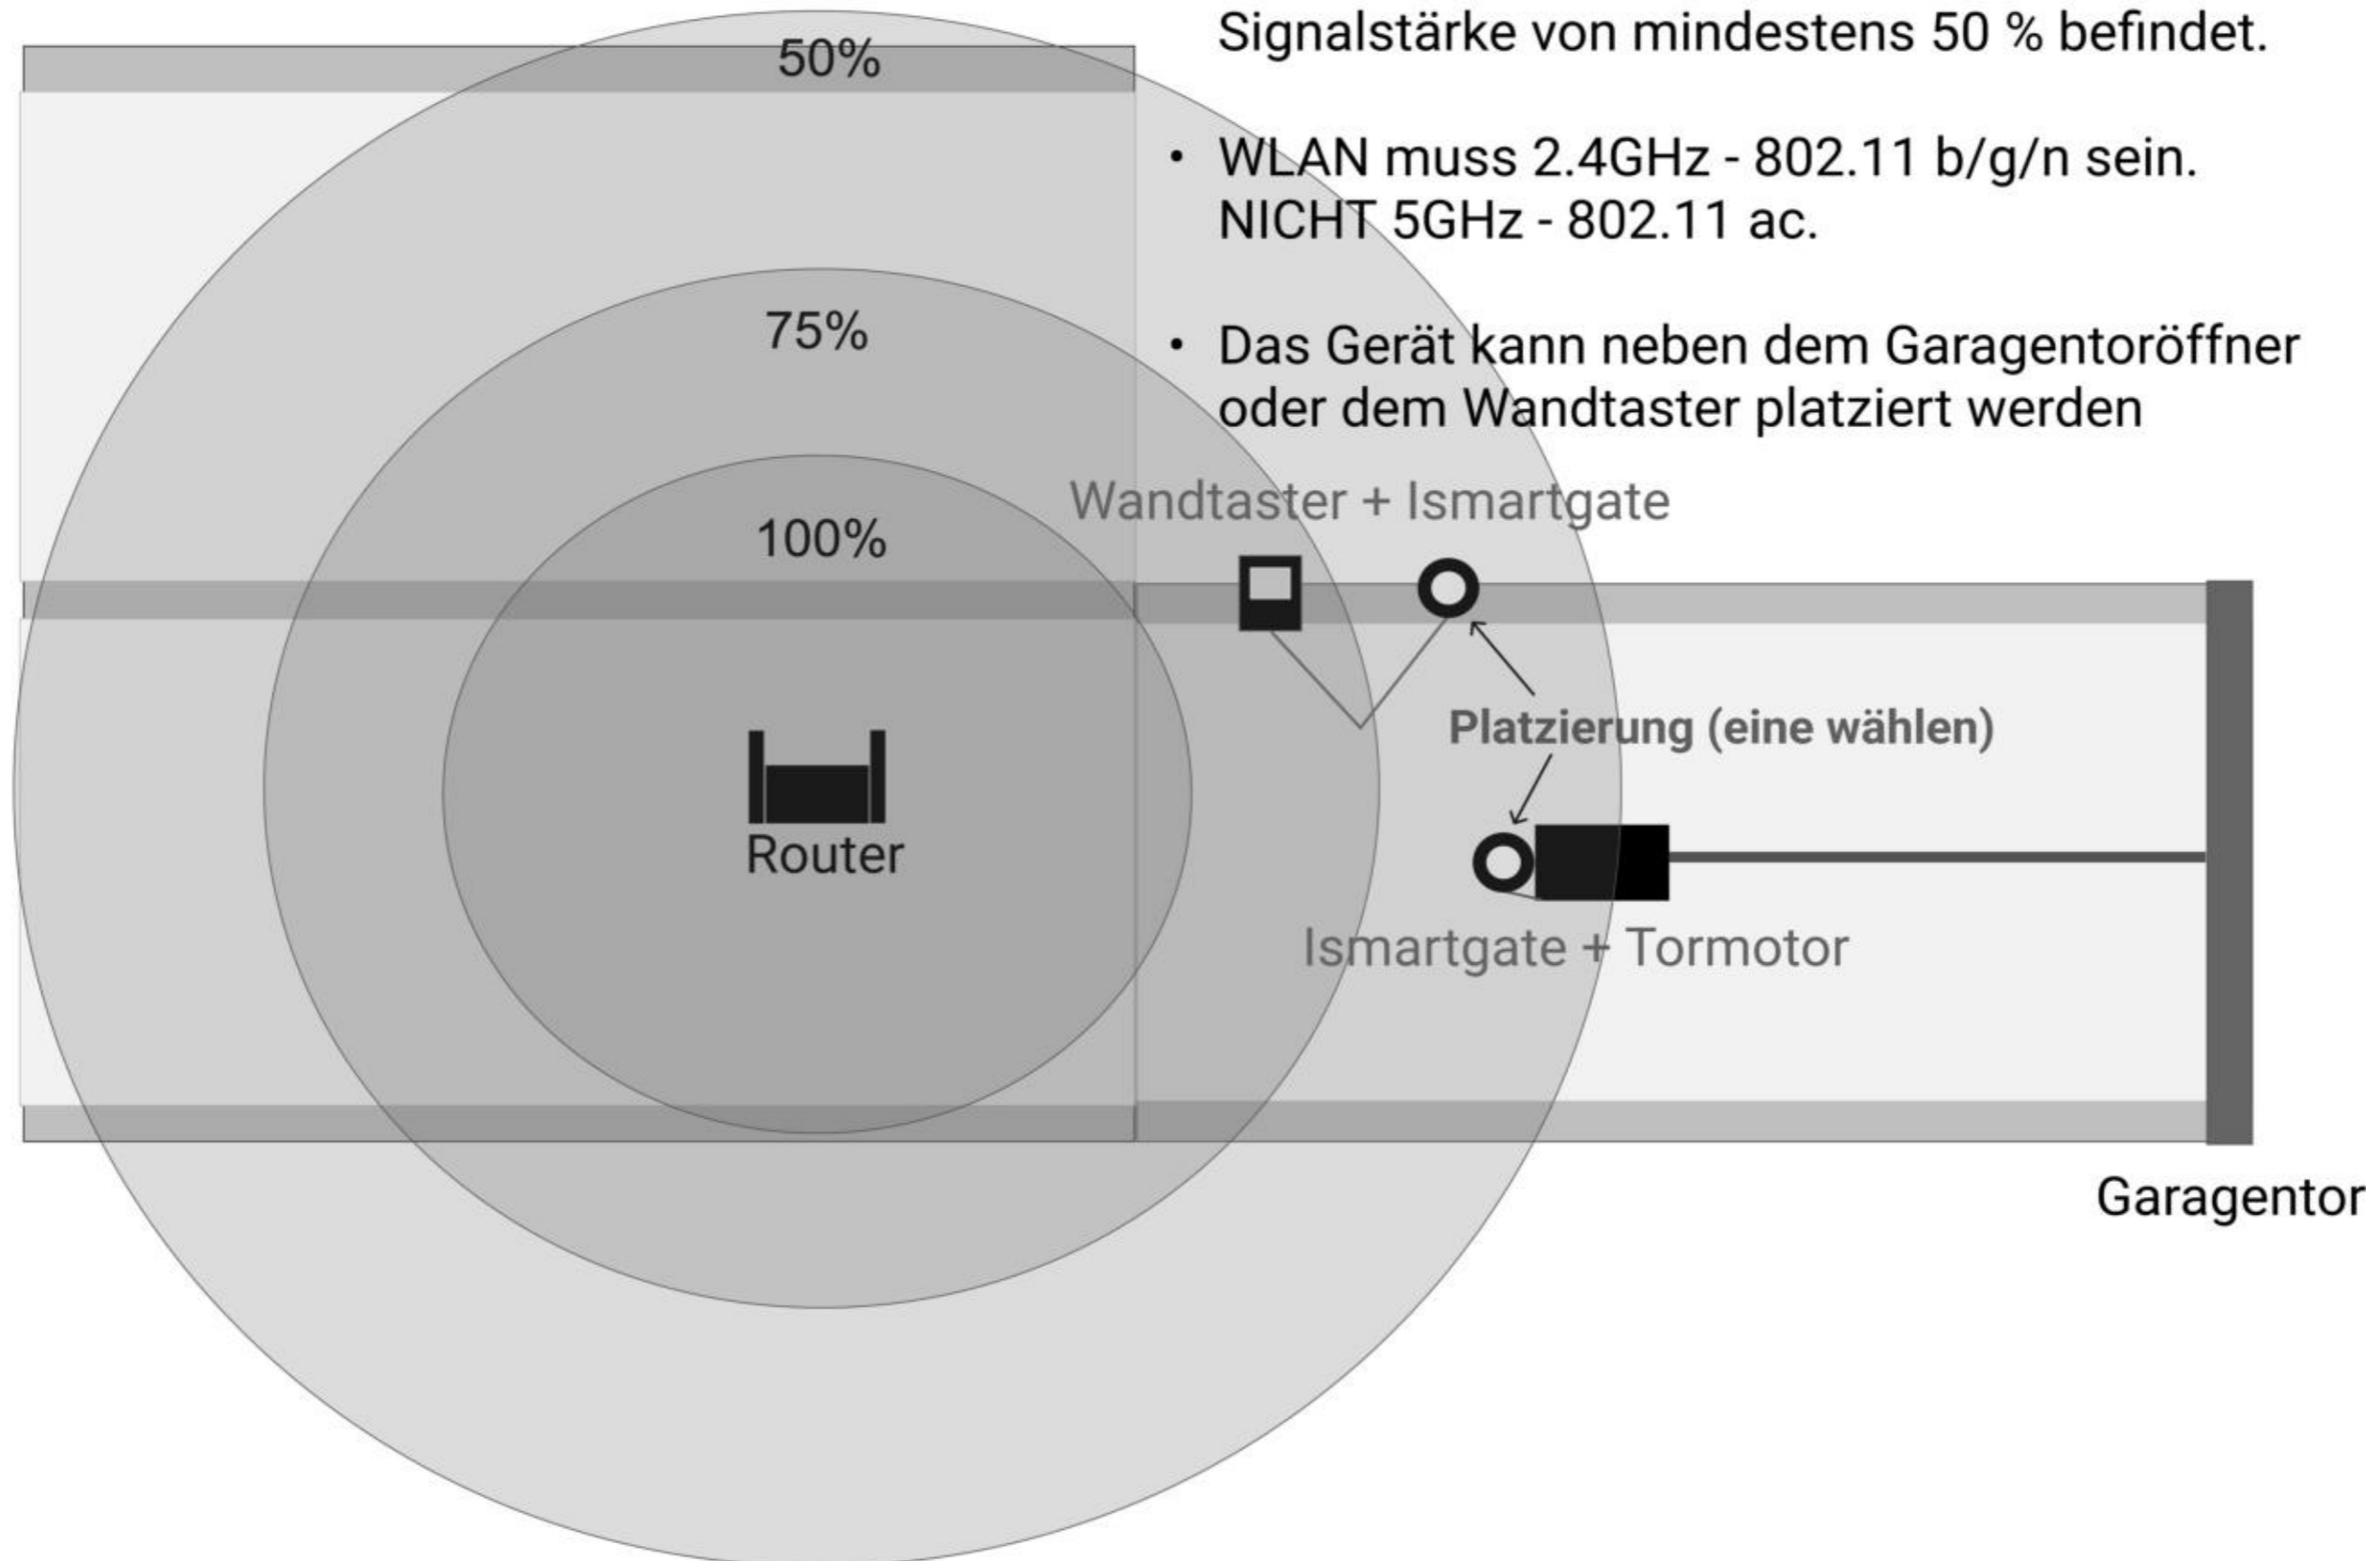 Signalstärke von mindestens 50 % befindet.
• WLAN muss 2.4GHz - 802.11 b/g/n sein.
NICHT 5GHz - 802.11 ac.
• Das Gerät kann neben dem Garagentoröffner
oder dem Wandtaster platziert werden
50%
75%
100%
Wandtaster + Ismartgate
Platzierung (eine wählen)
Router
Ismartgate + Tormotor
Garagentor